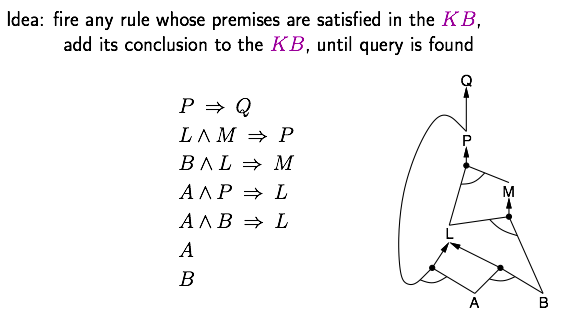 Idea: fire any rule whose premises are satisfied in the KB,
add its conclusion to the KB, until query is found
P ⇒ Q
L ∧ M ⇒ P
B ∧ L ⇒ M
A ∧ P ⇒ L
A ∧ B ⇒ L
A
B
Q
P
M
L
A B